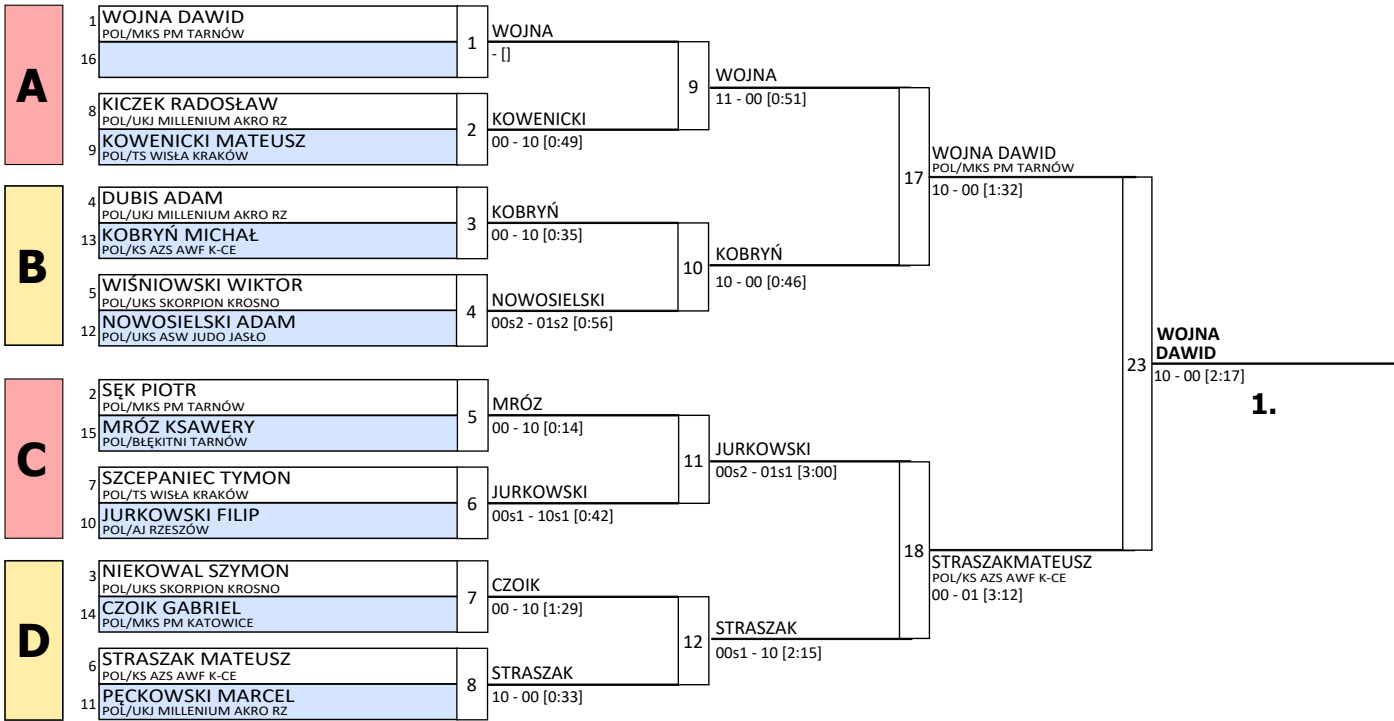 A
1 WOJNA DAWID
POL/MKS PM TARNÓW
16
1
WOJNA
- []
8 KICZEK RADOSŁAW
POL/UKJ MILLENIUM AKRO RZ
9 KOWENICKI MATEUSZ
POL/TS WISŁA KRAKÓW
2
KOWENICKI
00 - 10 [0:49]
9
WOJNA
11 - 00 [0:51]
B
4 DUBIS ADAM
POL/UKJ MILLENIUM AKRO RZ
13 KOBRYŃ MICHAŁ
POL/KS AZS AWF K-CE
3
KOBRYŃ
00 - 10 [0:35]
5 WIŚNIOWSKI WIKTOR
POL/UKS SKORPION KROSNO
12 NOWOSIELSKI ADAM
POL/UKS ASW JUDO JASŁO
4
NOWOSIELSKI
00s2 - 01s2 [0:56]
10
KOBRYŃ
10 - 00 [0:46]
17
WOJNA DAWID
POL/MKS PM TARNÓW
10 - 00 [1:32]
C
2 SĘK PIOTR
POL/MKS PM TARNÓW
15 MRÓZ KSAWERY
POL/BŁĘKITNI TARNÓW
5
MRÓZ
00 - 10 [0:14]
7 SZCZEPANIEC TYMON
POL/TS WISŁA KRAKÓW
10 JURKOWSKI FILIP
POL/AJ RZESZÓW
6
JURKOWSKI
00s1 - 10s1 [0:42]
11
JURKOWSKI
00s2 - 01s1 [3:00]
D
3 NIEKOWAL SZYMON
POL/UKS SKORPION KROSNO
14 CZOIK GABRIEL
POL/MKS PM KATOWICE
7
CZOIK
00 - 10 [1:29]
6 STRASZAK MATEUSZ
POL/KS AZS AWF K-CE
11 PĘCKOWSKI MARCEL
POL/UKJ MILLENIUM AKRO RZ
8
STRASZAK
10 - 00 [0:33]
12
STRASZAK
00s1 - 10 [2:15]
18
STRASZAKMATEUSZ
POL/KS AZS AWF K-CE
00 - 01 [3:12]
23
WOJNA
DAWID
10 - 00 [2:17]
1.